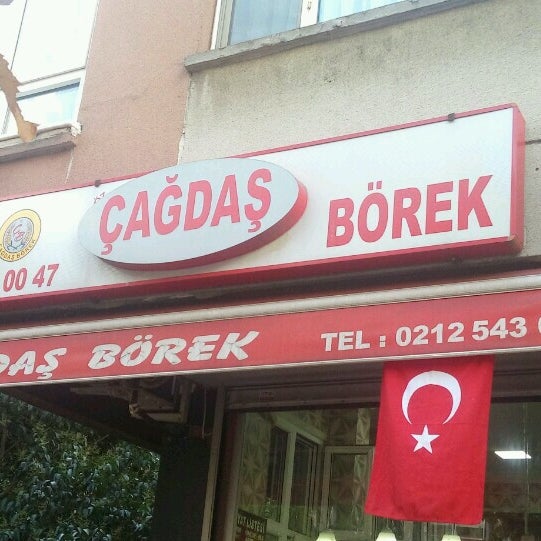 ÇAĞDAŞ BÖREK
00 47
DAŞ BÖREK TEL : 0212 543